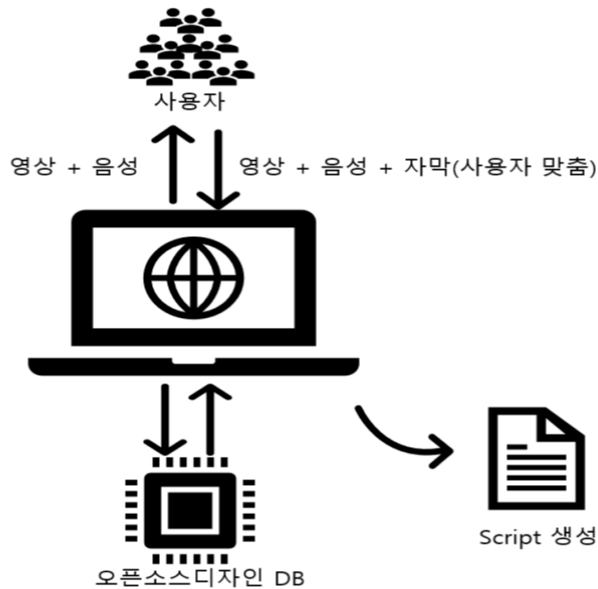 사용자
영상 + 음성
영상 + 음성 + 자막(사용자 맞춤)
Script 생성
오픈소스디자인 DB